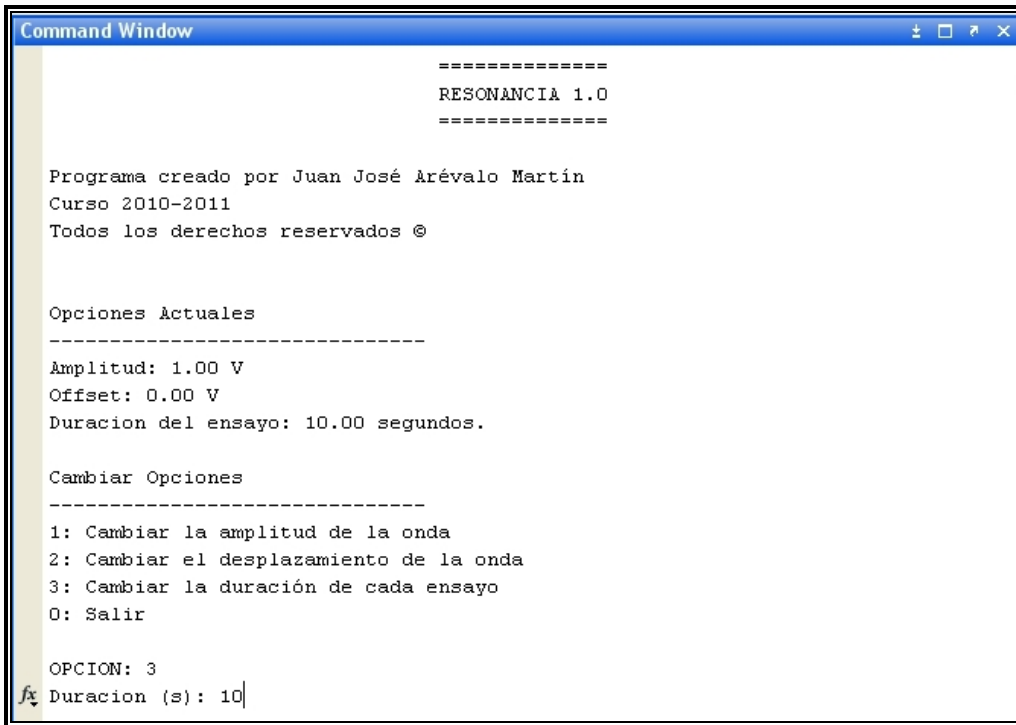 Command Window
==============
RESONANCIA 1.0
==============
Programa creado por Juan José Arévalo Martín
Curso 2010-2011
Todos los derechos reservados ©
Opciones Actuales
-------------------------------
Amplitud: 1.00 V
Offset: 0.00 V
Duracion del ensayo: 10.00 segundos.
Cambiar Opciones
-------------------------------
1: Cambiar la amplitud de la onda
2: Cambiar el desplazamiento de la onda
3: Cambiar la duración de cada ensayo
0: Salir
OPCION: 3
fx Duracion (s): 10